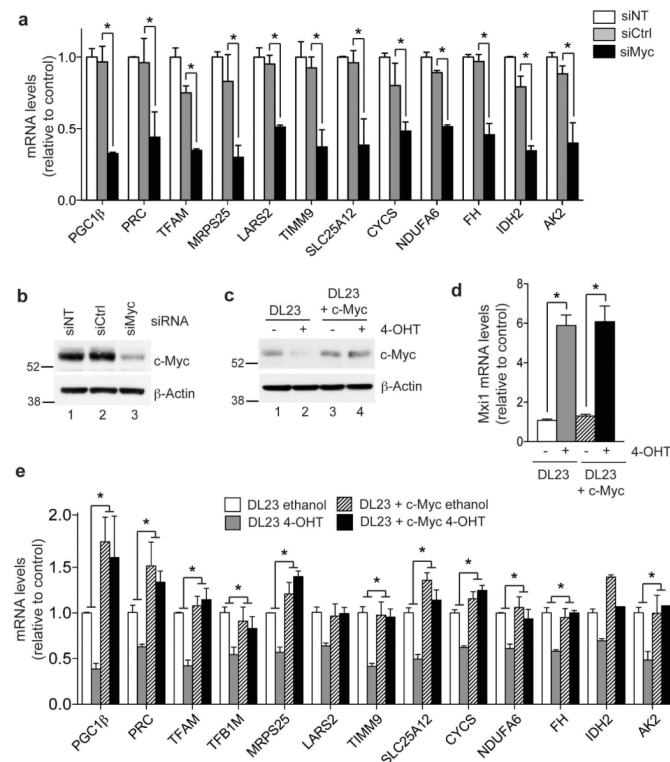 a
siNT
siCtrl
siMyc
* * * * * * * * * * * *
mRNA levels
(relative to control)
1.0
0.5
0.0
PGC1β
PRC
TFAM
MRPS25
LARS2
TIMM9
SLC25A12
CYCS
NDUFA6
FH
IDH2
AK2
b
siNT siCtrl siMyc siRNA
52
c-Myc
38
β-Actin
1 2 3
c
DL23 DL23 + c-Myc
- + - + 4-OHT
52
c-Myc
38
β-Actin
1 2 3 4
d
Mxi1 mRNA levels
(relative to control)
8
6
4
2
0
* *
- + - + 4-OHT
DL23 DL23
+ c-Myc
e
DL23 ethanol DL23 + c-Myc ethanol
DL23 4-OHT DL23 + c-Myc 4-OHT
mRNA levels
(relative to control)
2.0
1.5
1.0
0.5
0.0
* * * * * * * * * * *
PGC1β
PRC
TFAM
TFB1M
MRPS25
LARS2
TIMM9
SLC25A12
CYCS
NDUFA6
FH
IDH2
AK2